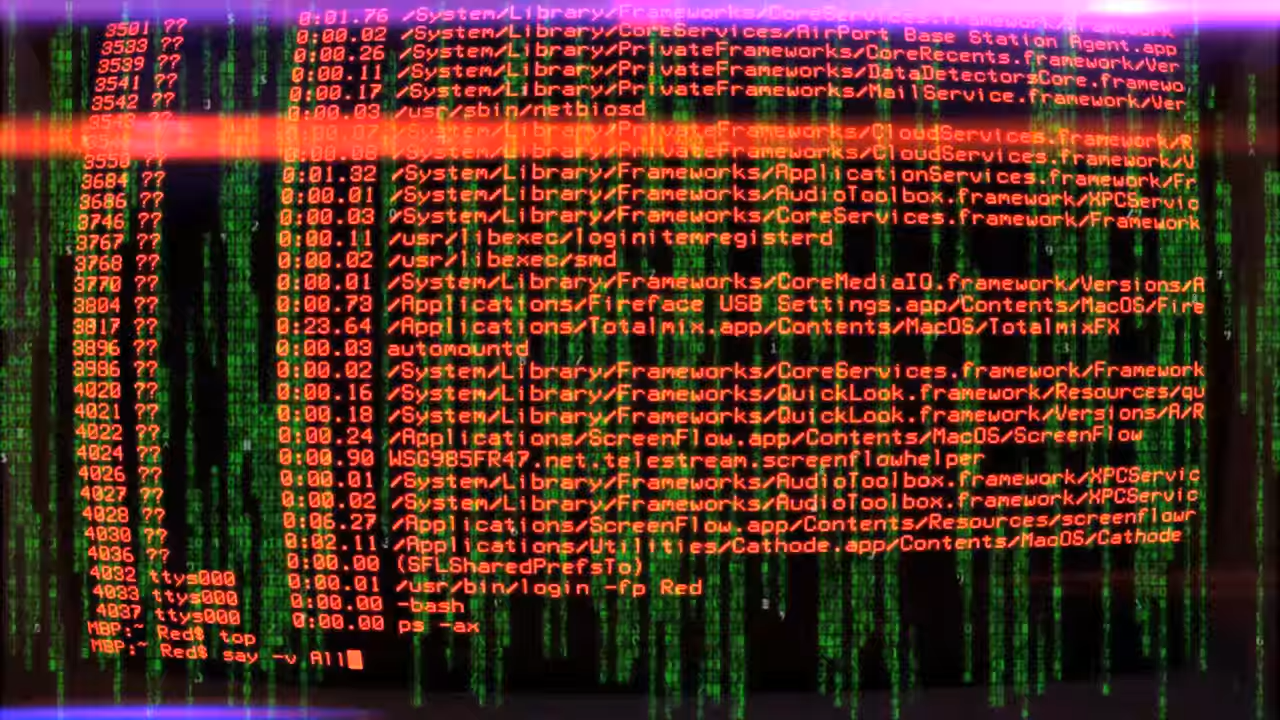 0:01.76 /System/Library/Frameworks/CoreServices.framework/Framework
3501 ?? 0:00.02 /System/Library/CoreServices/AirPort Base Station Agent.app
3533 ?? 0:00.26 /System/Library/PrivateFrameworks/CoreRecents.framework/Ver
3539 ?? 0:00.11 /System/Library/PrivateFrameworks/DataDetectorsCore.framewo
3541 ?? 0:00.17 /System/Library/PrivateFrameworks/MailService.framework/Ver
3542 ?? 0:00.03 /usr/sbin/netbiosd
3543 ?? 0:00.07 /System/Library/PrivateFrameworks/CloudServices.framework/R
?? 0:00.08 /System/Library/PrivateFrameworks/CloudServices.framework/V
3550 ?? 0:01.32 /System/Library/Frameworks/ApplicationServices.framework/Fr
3684 ?? 0:00.01 /System/Library/Frameworks/AudioToolbox.framework/XPCServic
3686 ?? 0:00.03 /System/Library/Frameworks/CoreServices.framework/Framework
3746 ?? 0:00.11 /usr/libexec/loginitemregisterd
3767 ?? 0:00.02 /usr/libexec/smd
3768 ?? 0:00.01 /System/Library/Frameworks/CoreMediaIO.framework/Versions/A
3770 ?? 0:00.73 /Applications/Fireface USB Settings.app/Contents/MacOS/Fire
3804 ?? 0:23.64 /Applications/Totalmix.app/Contents/MacOS/TotalmixFX
3817 ?? 0:00.03 automountd
3896 ?? 0:00.02 /System/Library/Frameworks/CoreServices.framework/Framework
3986 ?? 0:00.16 /System/Library/Frameworks/QuickLook.framework/Resources/qu
4020 ?? 0:00.18 /System/Library/Frameworks/QuickLook.framework/Versions/A/R
4021 ?? 0:00.24 /Applications/ScreenFlow.app/Contents/MacOS/ScreenFlow
4022 ?? 0:00.90 WSG985FR47.net.telestream.screenflowhelper
4024 ?? 0:00.01 /System/Library/Frameworks/AudioToolbox.framework/XPCServic
4026 ?? 0:00.02 /System/Library/Frameworks/AudioToolbox.framework/XPCServic
4027 ?? 0:06.27 /Applications/ScreenFlow.app/Contents/Resources/screenflowr
4028 ?? 0:02.11 /Applications/Utilities/Cathode.app/Contents/MacOS/Cathode
4030 ?? 0:00.00 (SFLSharedPrefsTo)
4036 ?? 0:00.01 /usr/bin/login -fp Red
4032 ttys000 0:00.00 -bash
4033 ttys000 0:00.00 ps -ax
4037 ttys000
MBP:~ Red$ top
MBP:~ Red$ say -v All